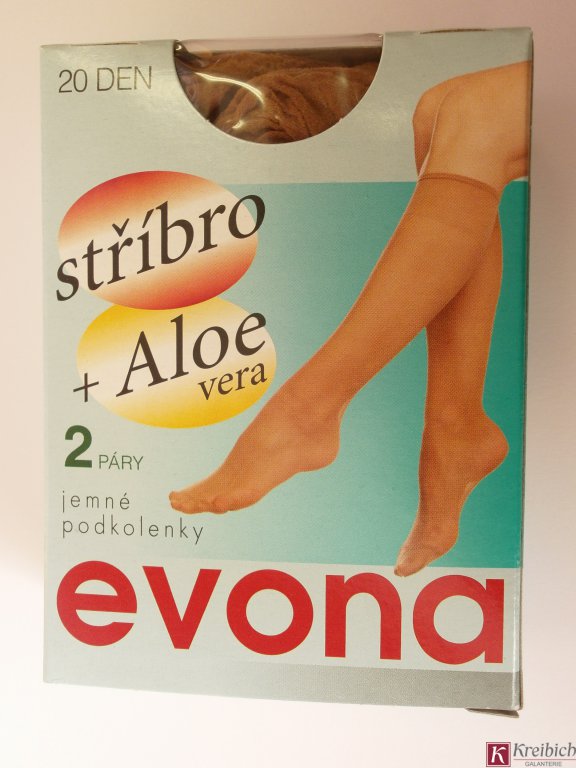 20 DEN
stříbro
+ Aloe
vera
2 PÁRY
jemné
podkolenky
evona
K Kreibich
GALANTERIE